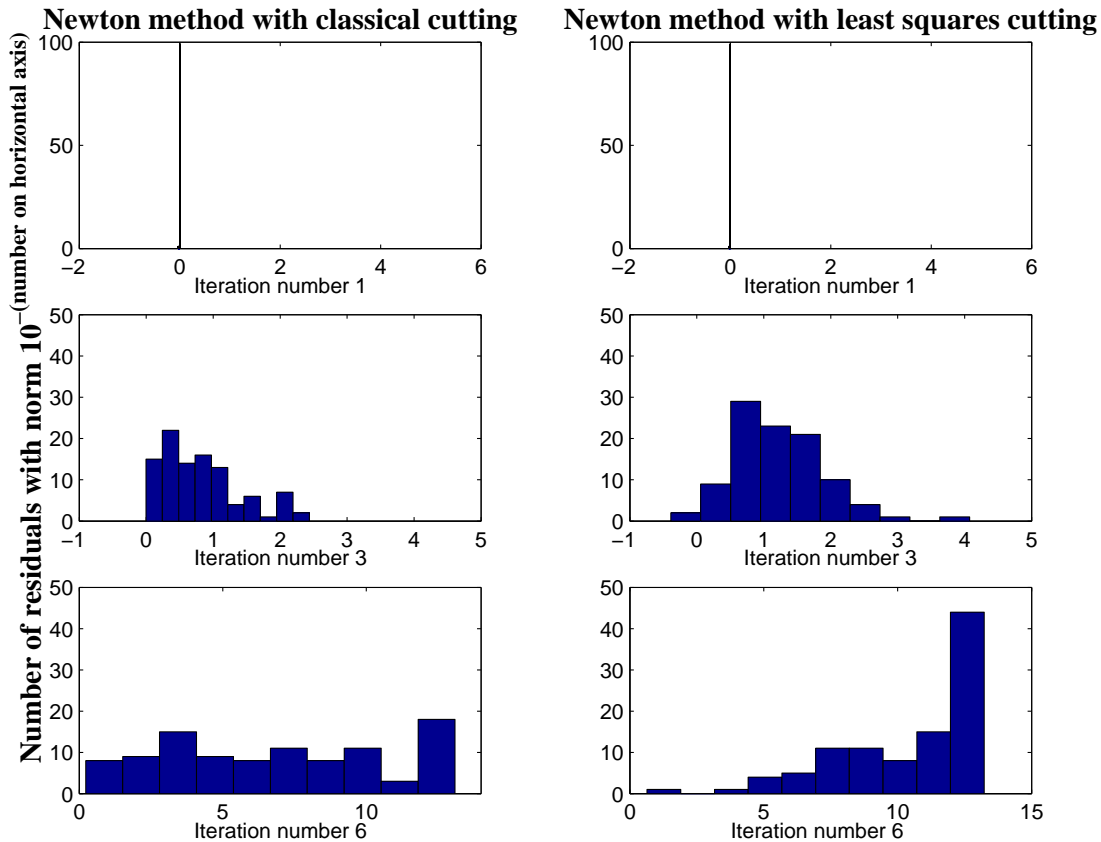 Newton method with classical cutting
Newton method with least squares cutting
Number of residuals with norm 10^−(number on horizontal axis)
100
50
0
−2 0 2 4 6
Iteration number 1
100
50
0
−2 0 2 4 6
Iteration number 1
50
40
30
20
10
0
−1 0 1 2 3 4 5
Iteration number 3
50
40
30
20
10
0
−1 0 1 2 3 4 5
Iteration number 3
50
40
30
20
10
0
0 5 10
Iteration number 6
50
40
30
20
10
0
0 5 10 15
Iteration number 6